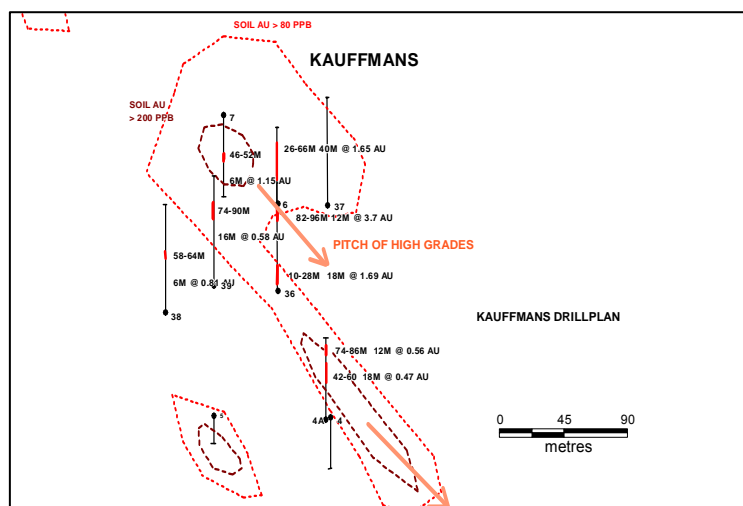 SOIL AU > 80 PPB
KAUFFMANS
SOIL AU
> 200 PPB
7
26-66M 40M @ 1.65 AU
46-52M
6M @ 1.15 AU
6
37
74-90M
82-96M 12M @ 3.7 AU
16M @ 0.58 AU
PITCH OF HIGH GRADES
58-64M
10-28M 18M @ 1.69 AU
6M @ 0.81 AU
39
36
38
KAUFFMANS DRILLPLAN
74-86M 12M @ 0.56 AU
42-60 18M @ 0.47 AU
0 45 90
metres
5
4A
4